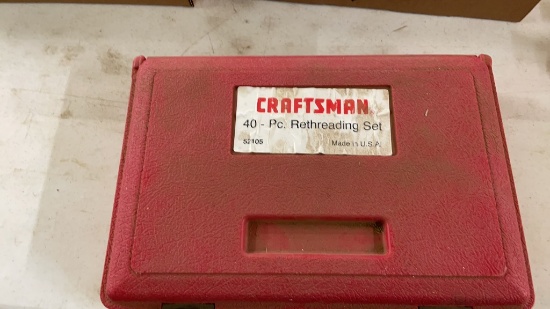 CRAFTSMAN
40 - Pc. Rethreading Set
52105 Made in U.S.A.